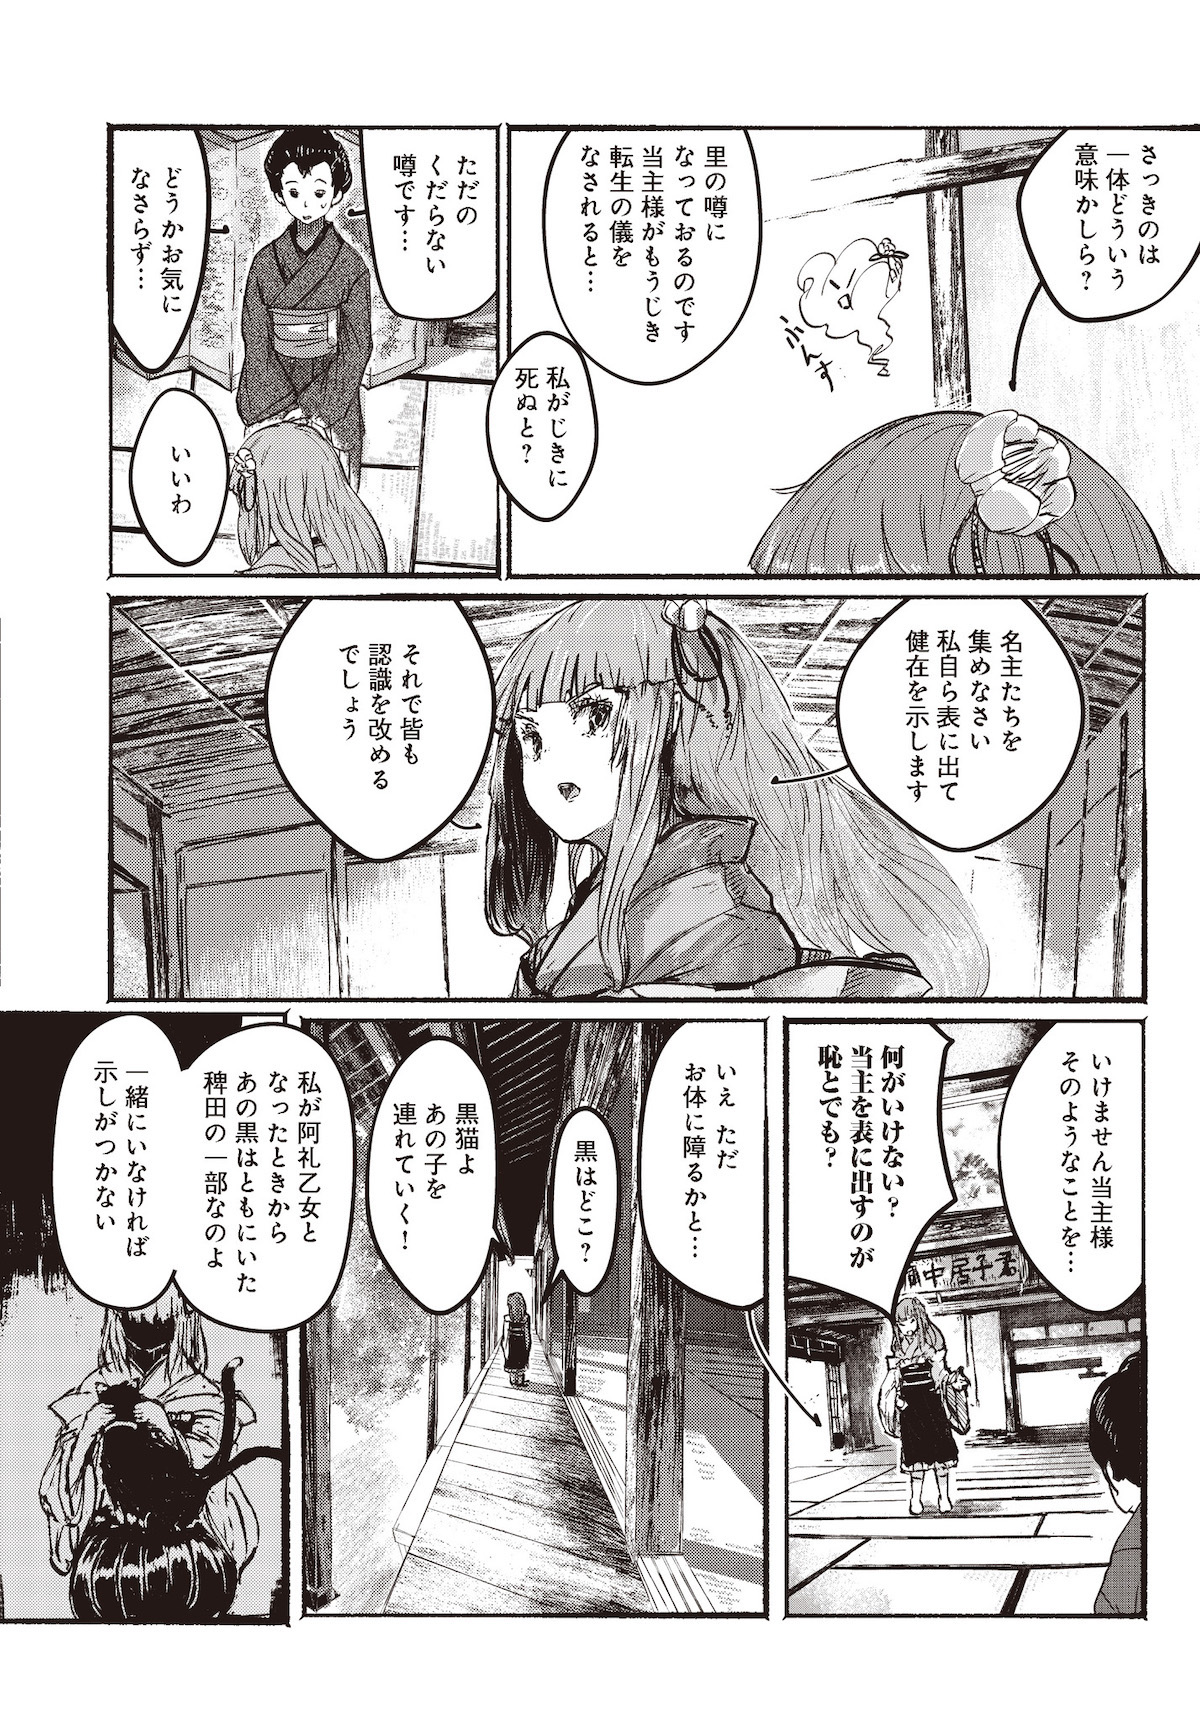 さっきのは
一体どういう
意味かしら？
ふんす
里の噂に
なっておるのです
当主様がもうじき
転生の儀を
なされると…
私がじきに
死ぬと？
ただの
くだらない
噂です…
どうかお気に
なさらず…
いいわ
名主たちを
集めなさい
私自ら表に出て
健在を示します
それで皆も
認識を改める
でしょう
いけません当主様
そのようなことを…
何がいけない？
当主を表に出すのが
恥とでも？
君子居中
いえ ただ
お体に障るかと…
黒はどこ？
黒猫よ
あの子を
連れていく！
私が阿礼乙女と
なったときから
あの黒はともにいた
稗田の一部なのよ
一緒にいなければ
示しがつかない